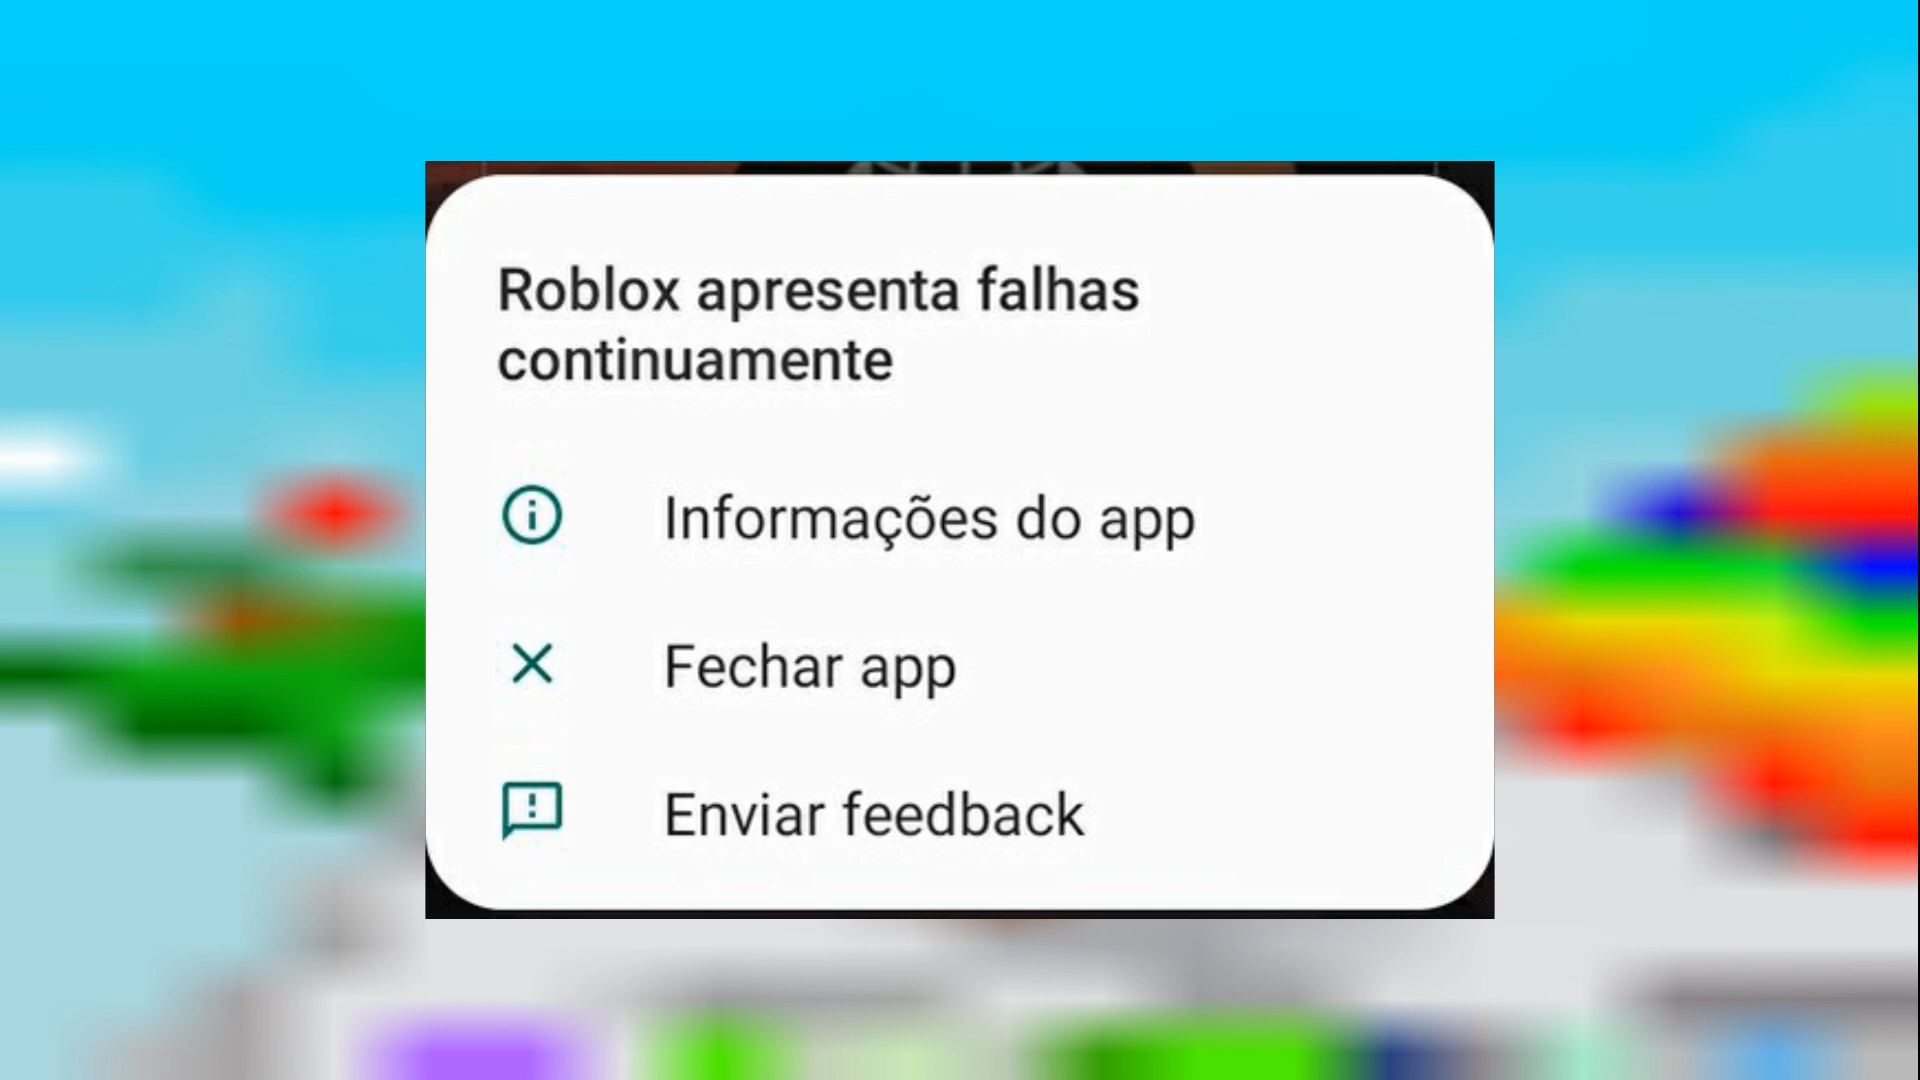 Roblox apresenta falhas
continuamente
Informações do app
Fechar app
Enviar feedback